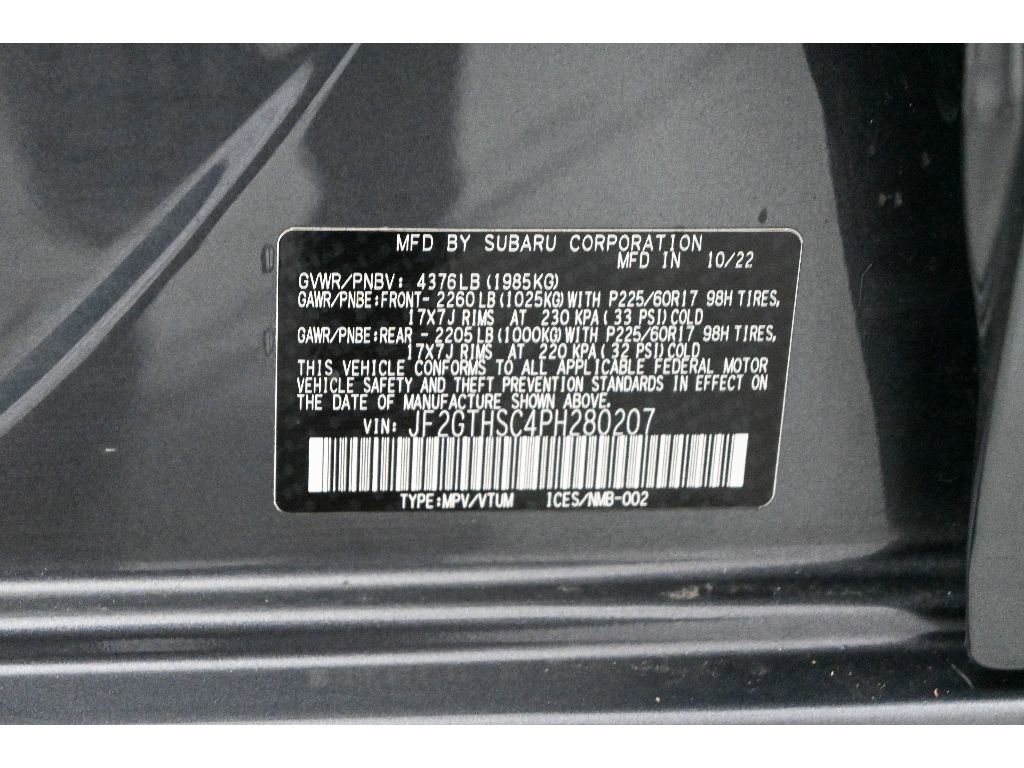 MFD BY SUBARU CORPORATION
MFD IN 10/22
GVWR/PNBV: 4376LB (1985KG)
GAWR/PNBE:FRONT- 2260LB (1025KG) WITH P225/60R17 98H TIRES,
17X7J RIMS AT 230 KPA( 33 PSI) COLD
GAWR/PNBE:REAR - 2205LB (1000KG) WITH P225/60R17 98H TIRES,
17X7J RIMS AT 220 KPA( 32 PSI) COLD
THIS VEHICLE CONFORMS TO ALL APPLICABLE FEDERAL MOTOR
VEHICLE SAFETY AND THEFT PREVENTION STANDARDS IN EFFECT ON
THE DATE OF MANUFACTURE SHOWN ABOVE.
VIN: JF2GTHSC4PH280207
TYPE:MPV/VTUM ICES/NMB-002